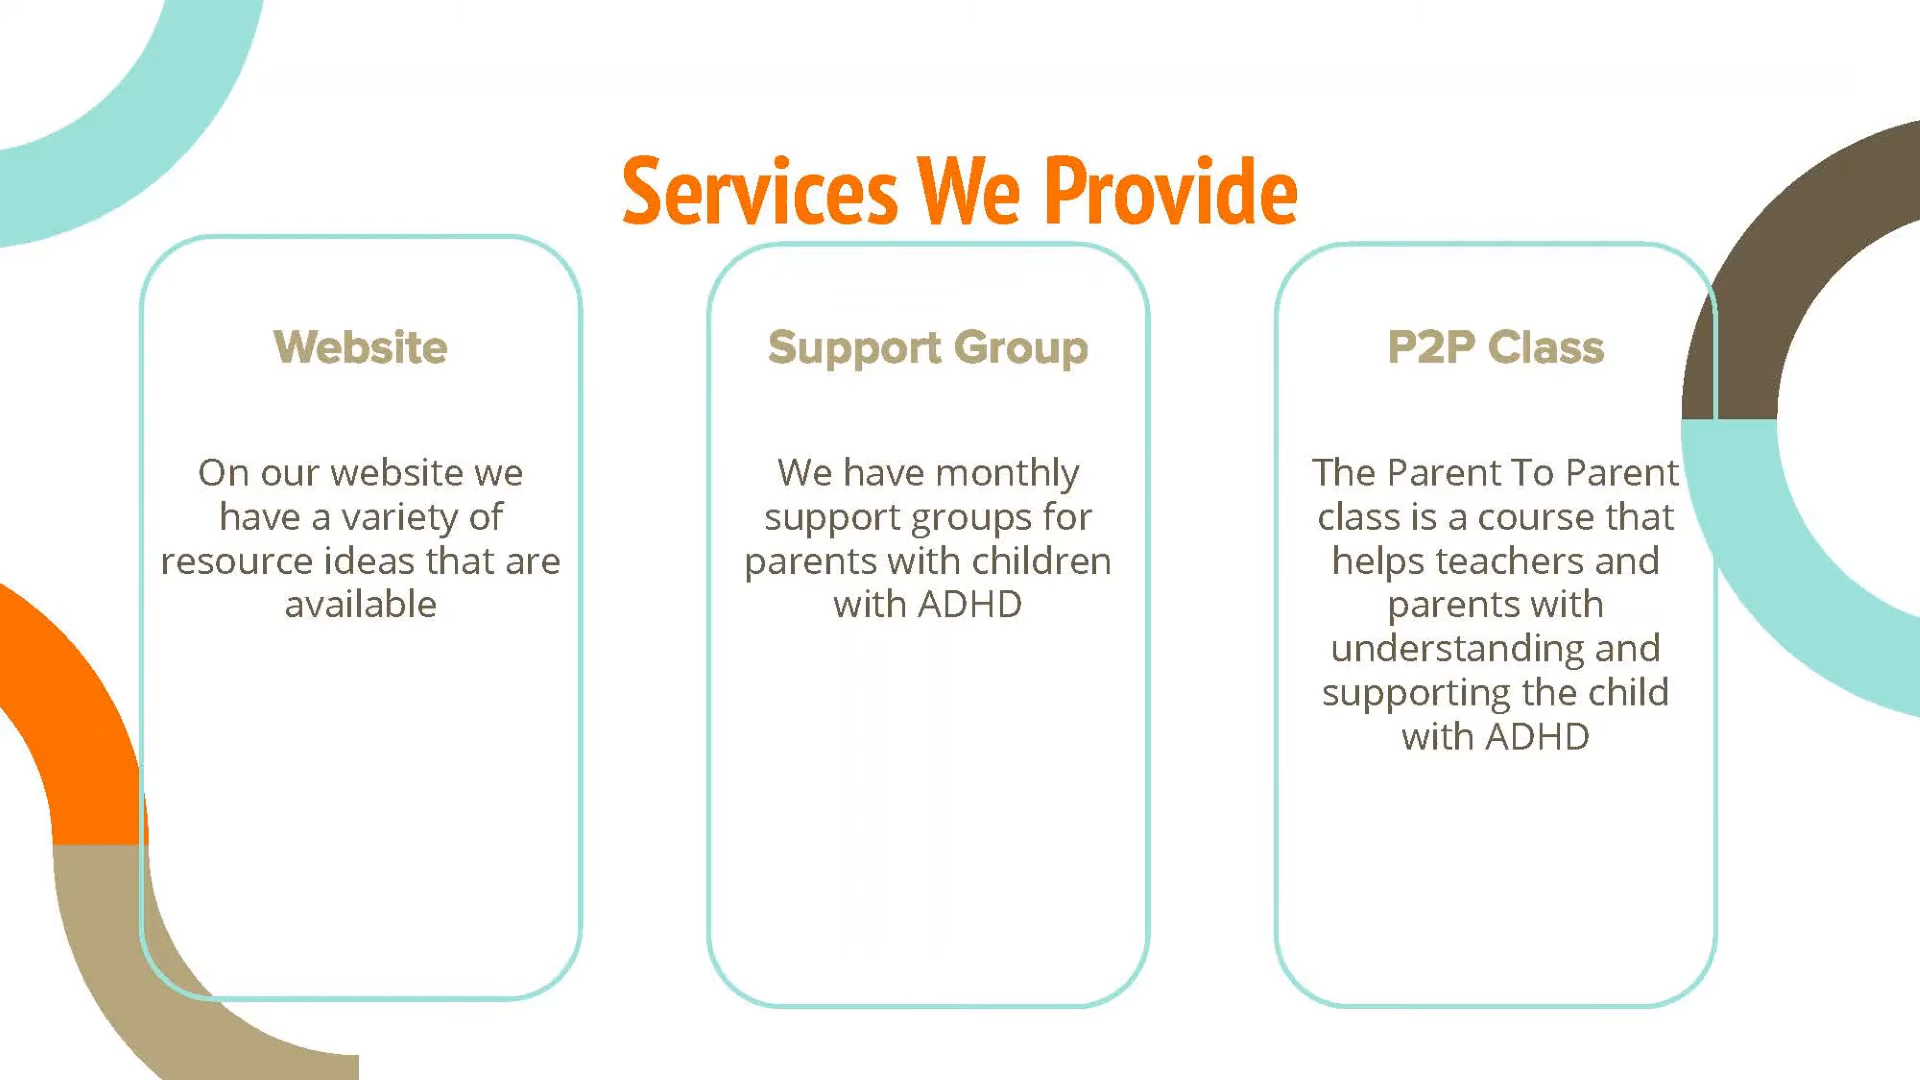 Services We Provide
Website
On our website we
have a variety of
resource ideas that are
available
Support Group
We have monthly
support groups for
parents with children
with ADHD
P2P Class
The Parent To Parent
class is a course that
helps teachers and
parents with
understanding and
supporting the child
with ADHD